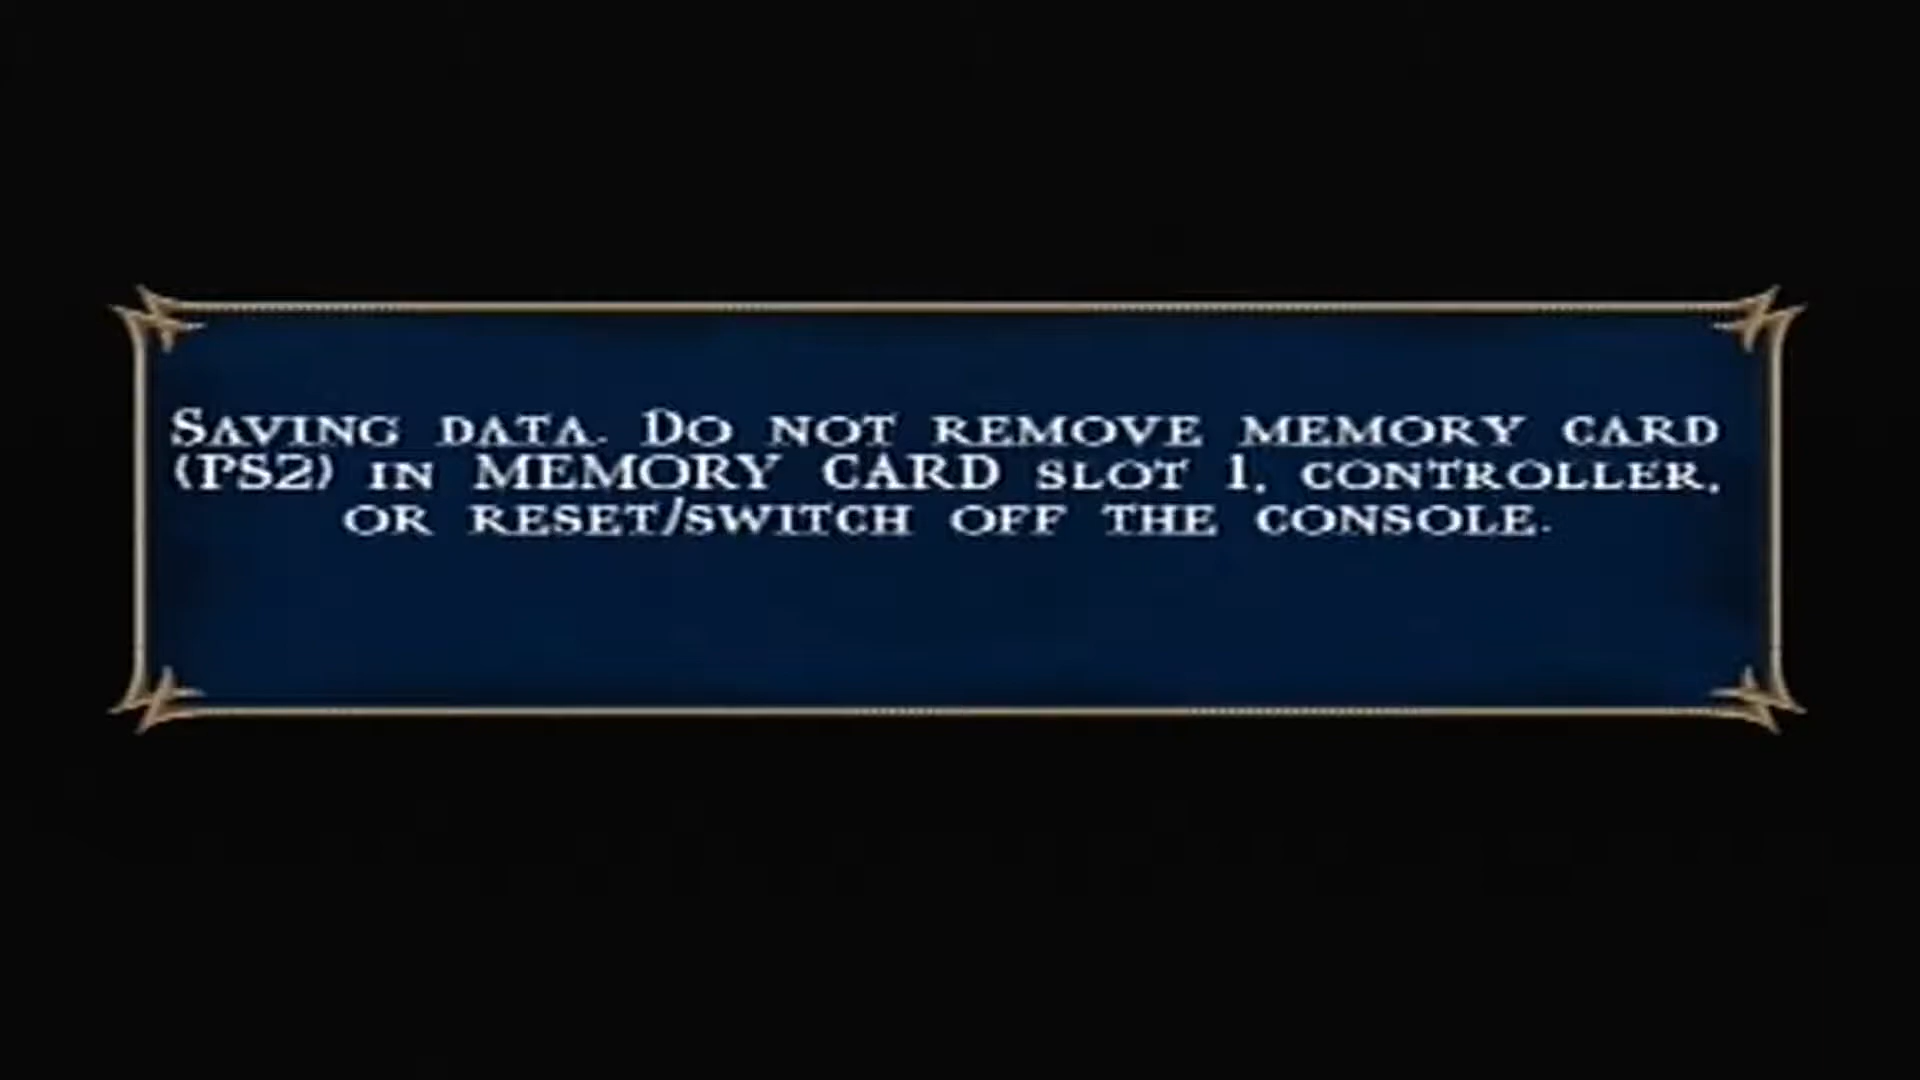 Saving data. Do not remove memory card
(PS2) in MEMORY CARD slot 1, controller,
or reset/switch off the console.